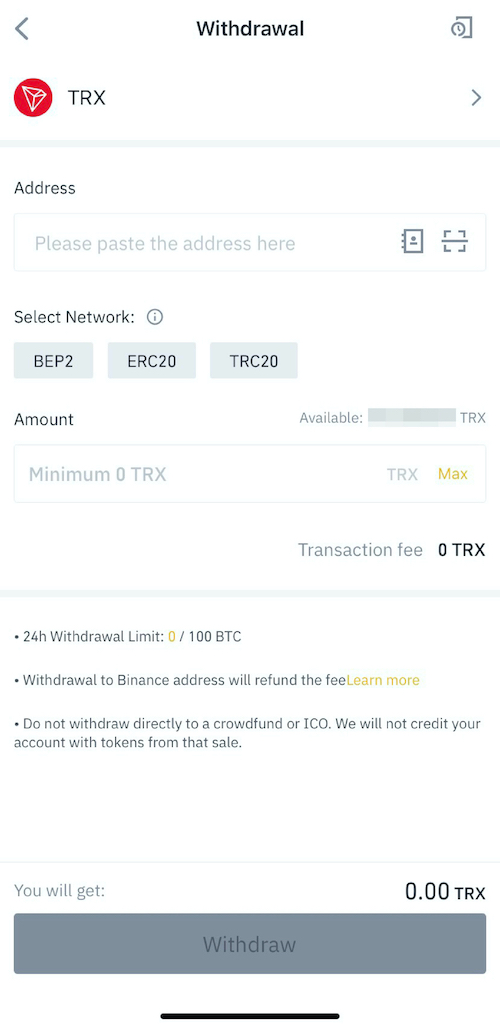 Withdrawal
TRX
Address
Please paste the address here
Select Network:
BEP2 ERC20 TRC20
Amount Available: TRX
Minimum 0 TRX TRX Max
Transaction fee 0 TRX
• 24h Withdrawal Limit: 0 / 100 BTC
• Withdrawal to Binance address will refund the feeLearn more
• Do not withdraw directly to a crowdfund or ICO. We will not credit your
account with tokens from that sale.
You will get: 0.00 TRX
Withdraw